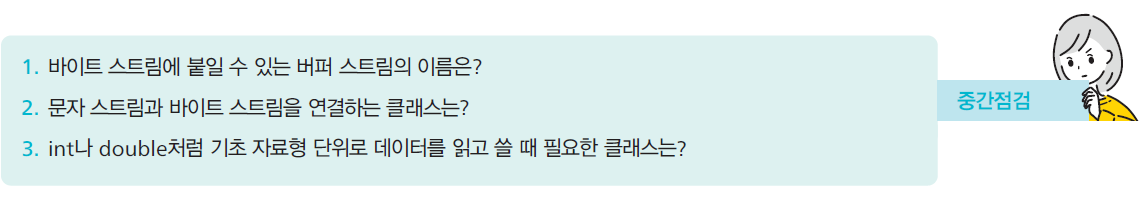 1. 바이트 스트림에 붙일 수 있는 버퍼 스트림의 이름은?
2. 문자 스트림과 바이트 스트림을 연결하는 클래스는?
3. int나 double처럼 기초 자료형 단위로 데이터를 읽고 쓸 때 필요한 클래스는?
중간점검